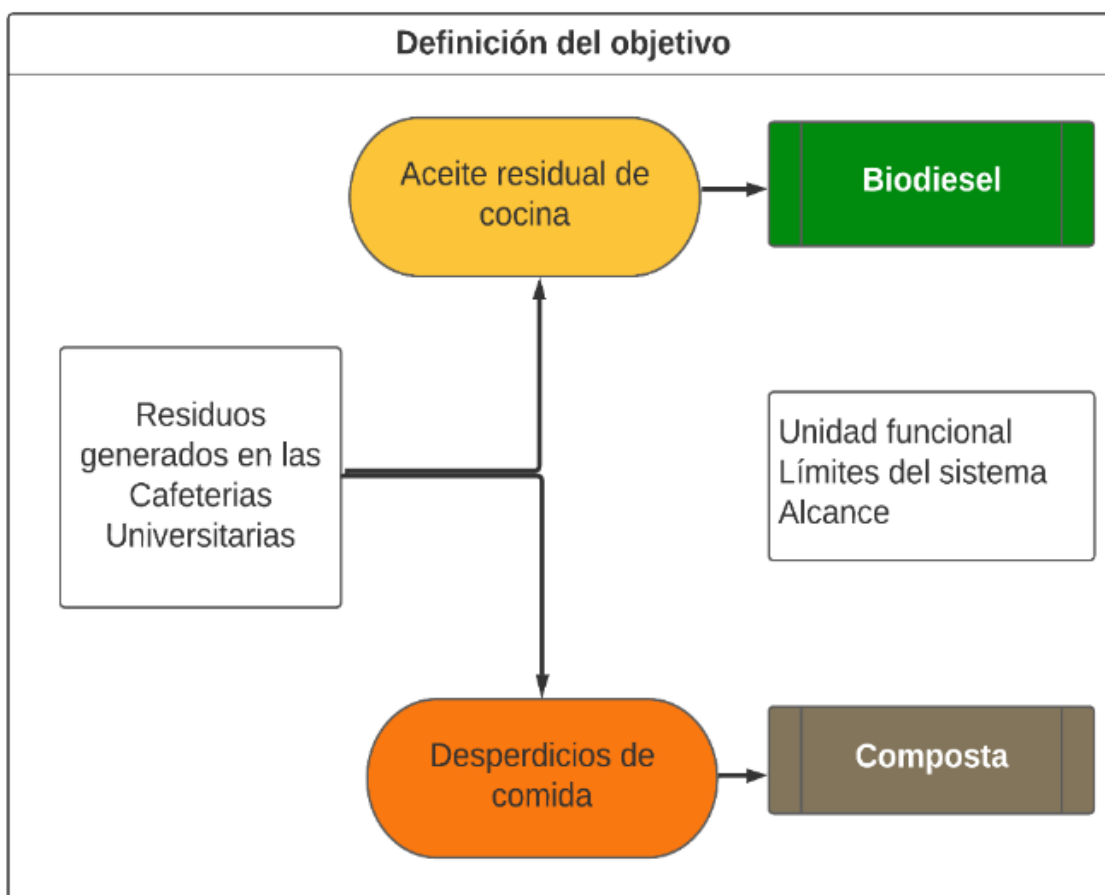 Definición del objetivo
Aceite residual de
cocina
Biodiesel
Residuos
generados en las
Cafeterias
Universitarias
Unidad funcional
Límites del sistema
Alcance
Desperdicios de
comida
Composta